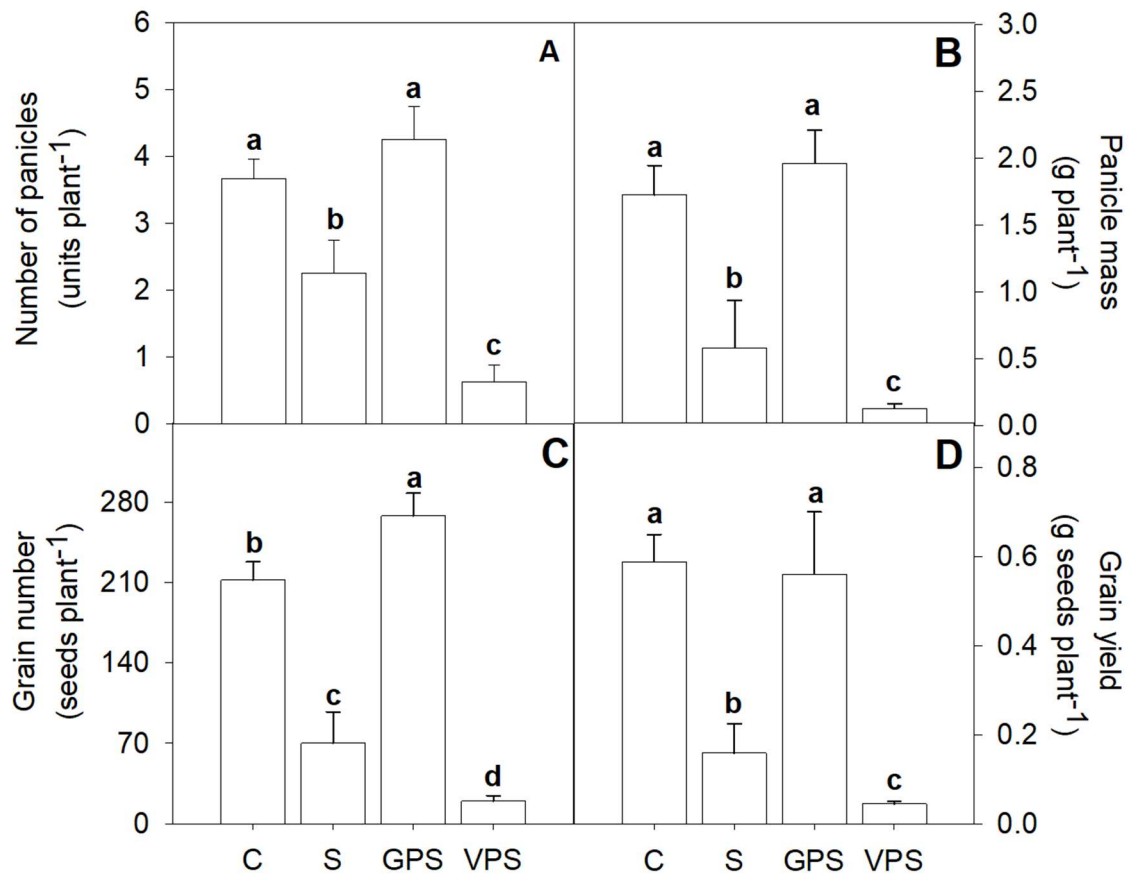 Number of panicles
(units plant-1)
6
5
4
3
2
1
0
A
a
b
a
c
B
a
b
a
c
3.0
2.5
2.0
1.5
1.0
0.5
0.0
Panicle mass
(g plant-1)
Grain number
(seeds plant-1)
280
210
140
70
0
C
b
c
a
d
D
a
b
a
c
0.8
0.6
0.4
0.2
0.0
Grain yield
(g seeds plant-1)
C S GPS VPS
C S GPS VPS